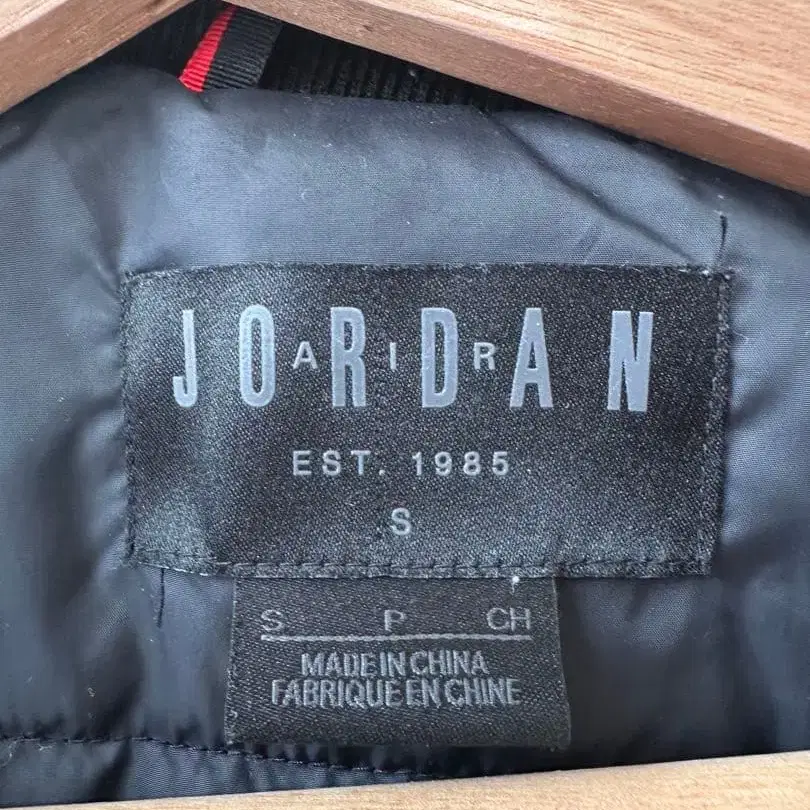 JORDAN
AIR
EST. 1985
S
S P CH
MADE IN CHINA
FABRIQUE EN CHINE